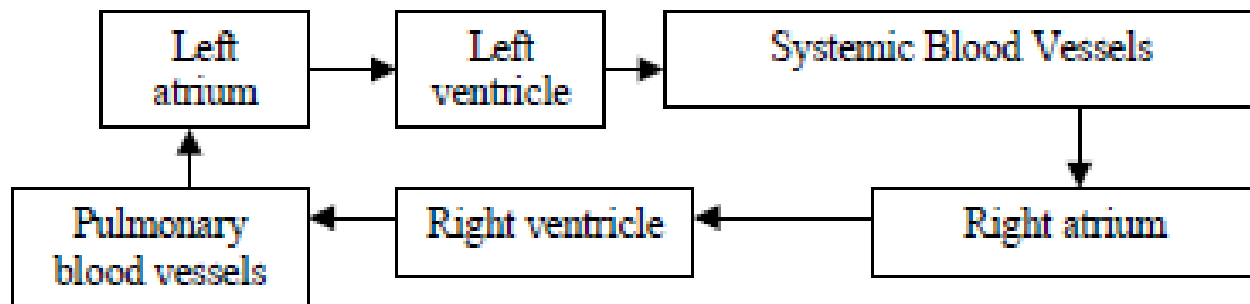 Left
atrium
Left
ventricle
Systemic Blood Vessels
Pulmonary
blood vessels
Right ventricle
Right atrium